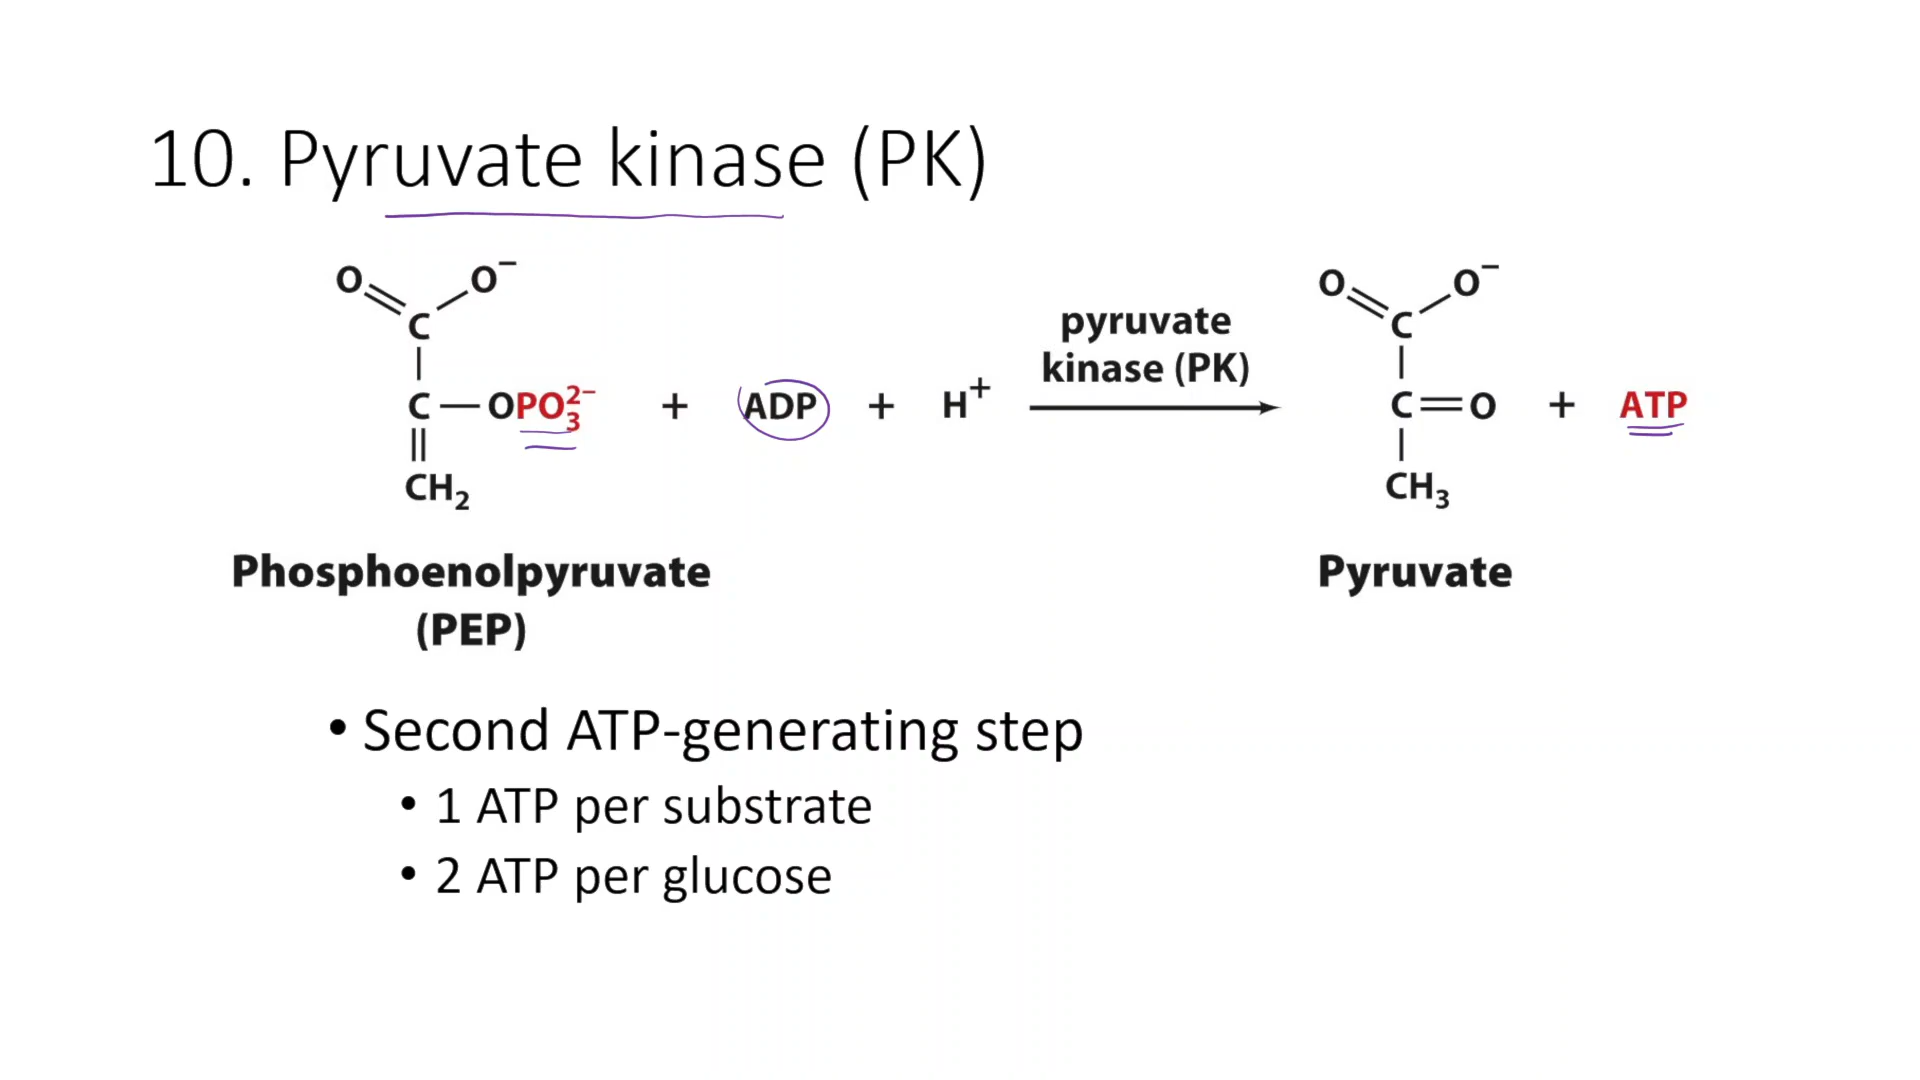 10. Pyruvate kinase (PK)
O O⁻
C
pyruvate
kinase (PK)
C—OPO₃²⁻ + ADP + H⁺
CH₂
O O⁻
C
C=O + ATP
CH₃
Phosphoenolpyruvate
(PEP)
Pyruvate
• Second ATP-generating step
• 1 ATP per substrate
• 2 ATP per glucose